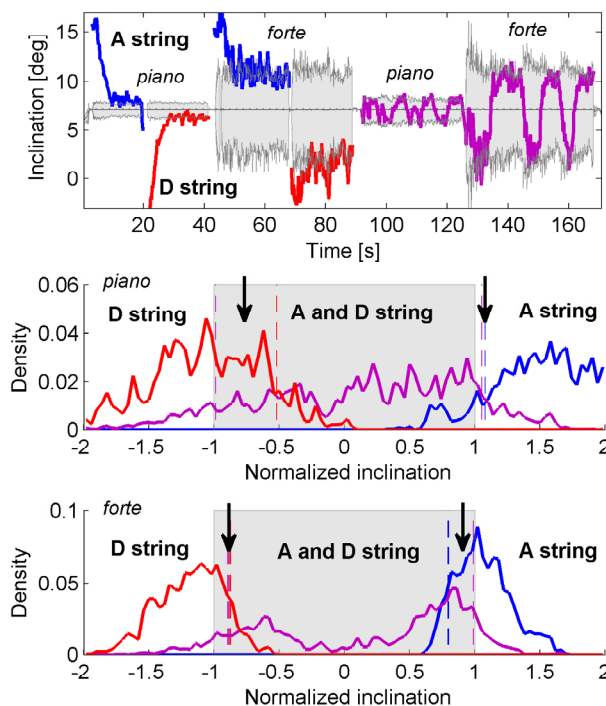 A string
forte
forte
piano
piano
D string
Inclination [deg]
15
10
5
0
20
40
60
80
100
120
140
160
Time [s]
piano
D string
A and D string
A string
Density
0.06
0.04
0.02
0
-2
-1.5
-1
-0.5
0
0.5
1
1.5
2
Normalized inclination
forte
D string
A and D string
A string
Density
0.1
0.05
0
-2
-1.5
-1
-0.5
0
0.5
1
1.5
2
Normalized inclination